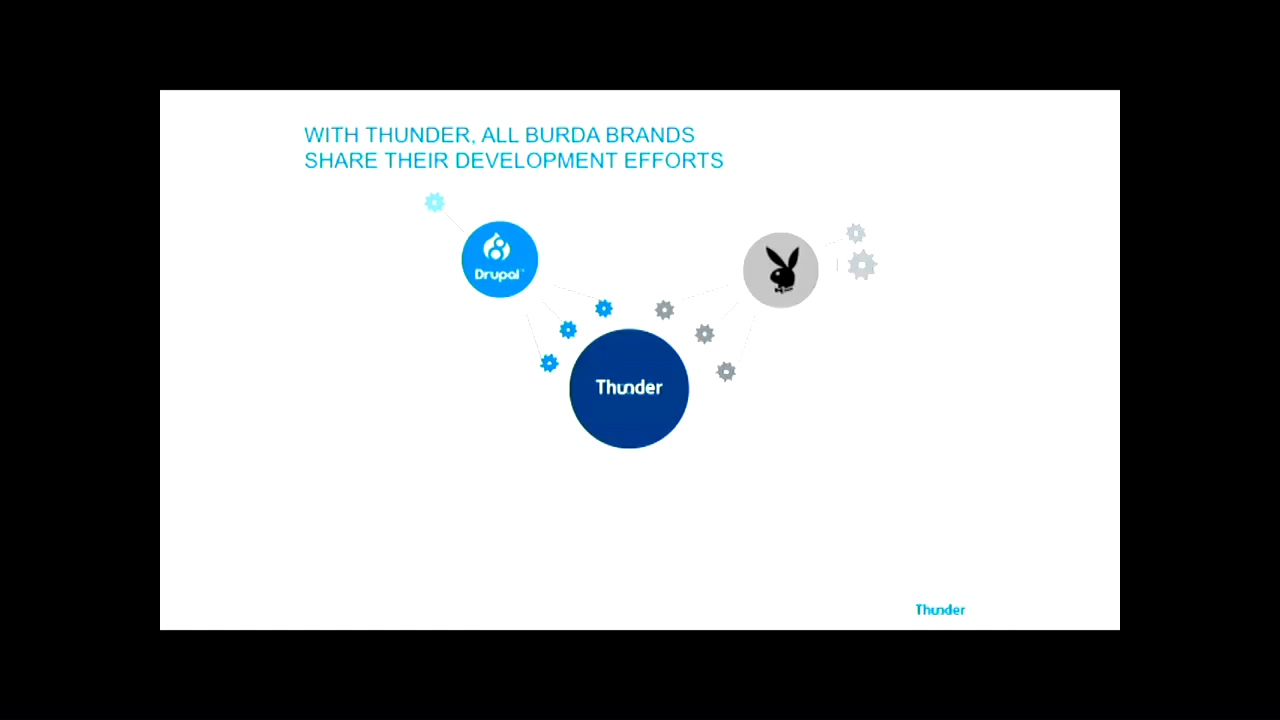 WITH THUNDER, ALL BURDA BRANDS
SHARE THEIR DEVELOPMENT EFFORTS
Drupal
Thunder
Thunder